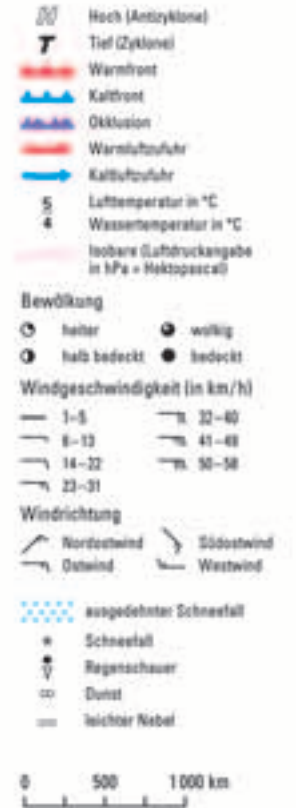 H Hoch (Antizyklone)
T Tief (Zyklone)
Warmfront
Kaltfront
Okklusion
Warmluftzufuhr
Kaltluftzufuhr
5 Lufttemperatur in °C
4 Wassertemperatur in °C
Isobare (Luftdruckangabe
in hPa = Hektopascal)
Bewölkung
heiter wolkig
halb bedeckt bedeckt
Windgeschwindigkeit (in km/h)
1–5 32–40
6–13 41–49
14–22 50–58
23–31
Windrichtung
Nordostwind Südostwind
Ostwind Westwind
ausgedehnter Schneefall
Schneefall
Regenschauer
Dunst
leichter Nebel
0 500 1000 km